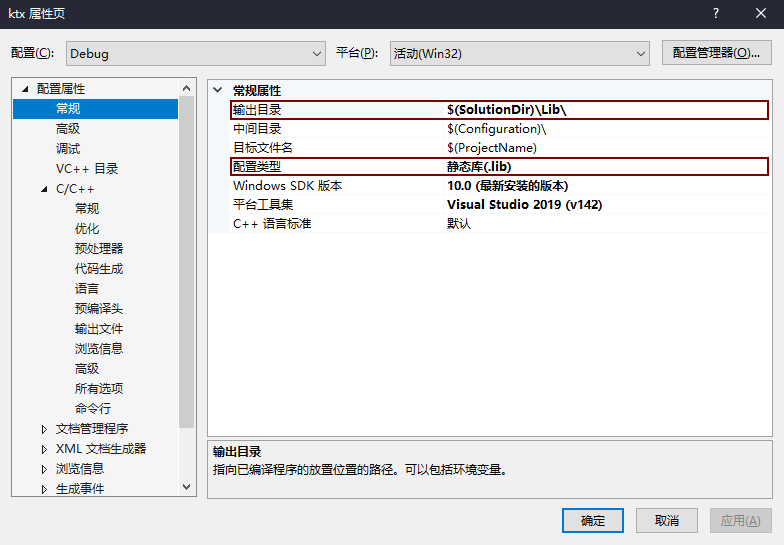 ktx 属性页
配置(C): Debug 平台(P): 活动(Win32) 配置管理器(O)...
配置属性
常规
高级
调试
VC++ 目录
C/C++
常规
优化
预处理器
代码生成
语言
预编译头
输出文件
浏览信息
高级
所有选项
命令行
文档管理程序
XML 文档生成器
浏览信息
生成事件
常规属性
输出目录 $(SolutionDir)\Lib\
中间目录 $(Configuration)\
目标文件名 $(ProjectName)
配置类型 静态库(.lib)
Windows SDK 版本 10.0 (最新安装的版本)
平台工具集 Visual Studio 2019 (v142)
C++ 语言标准 默认
输出目录
指向已编译程序的放置位置的路径。可以包括环境变量。
确定 取消 应用(A)